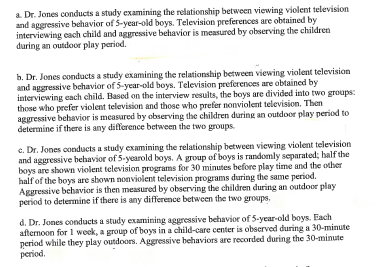 a. Dr. Jones conducts a study examining the relationship between viewing violent television
and aggressive behavior of 5-year-old boys. Television preferences are obtained by
interviewing each child and aggressive behavior is measured by observing the children
during an outdoor play period.
b. Dr. Jones conducts a study examining the relationship between viewing violent television
and aggressive behavior of 5-year-old boys. Television preferences are obtained by
interviewing each child. Based on the interview results, the boys are divided into two groups:
those who prefer violent television and those who prefer nonviolent television. Then
aggressive behavior is measured by observing the children during an outdoor play period to
determine if there is any difference between the two groups.
c. Dr. Jones conducts a study examining the relationship between viewing violent television
and aggressive behavior of 5-yearold boys. A group of boys is randomly separated; half the
boys are shown violent television programs for 30 minutes before play time and the other
half of the boys are shown nonviolent television programs during the same period.
Aggressive behavior is then measured by observing the children during an outdoor play
period to determine if there is any difference between the two groups.
d. Dr. Jones conducts a study examining aggressive behavior of 5-year-old boys. Each
afternoon for 1 week, a group of boys in a child-care center is observed during a 30-minute
period while they play outdoors. Aggressive behaviors are recorded during the 30-minute
period.